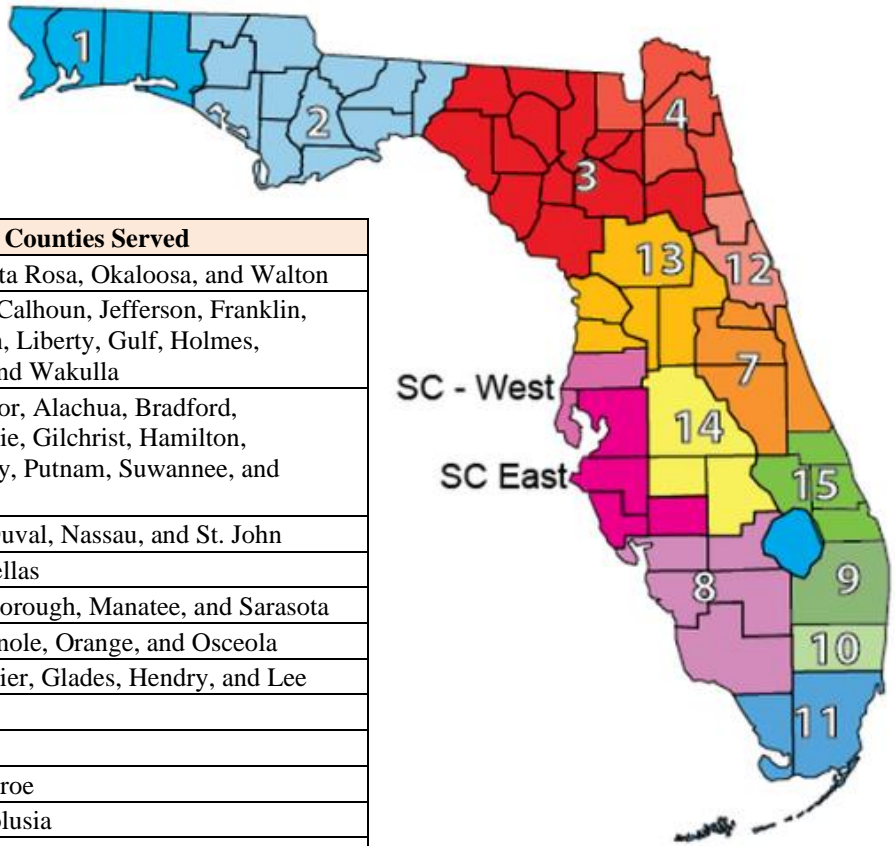 1
2
4
3
Counties Served
ta Rosa, Okaloosa, and Walton
Calhoun, Jefferson, Franklin,
n, Liberty, Gulf, Holmes,
nd Wakulla
or, Alachua, Bradford,
ie, Gilchrist, Hamilton,
y, Putnam, Suwannee, and
uval, Nassau, and St. John
ellas
orough, Manatee, and Sarasota
nole, Orange, and Osceola
ier, Glades, Hendry, and Lee
roe
lusia
13
12
7
SC - West
14
SC East
15
8
9
10
11